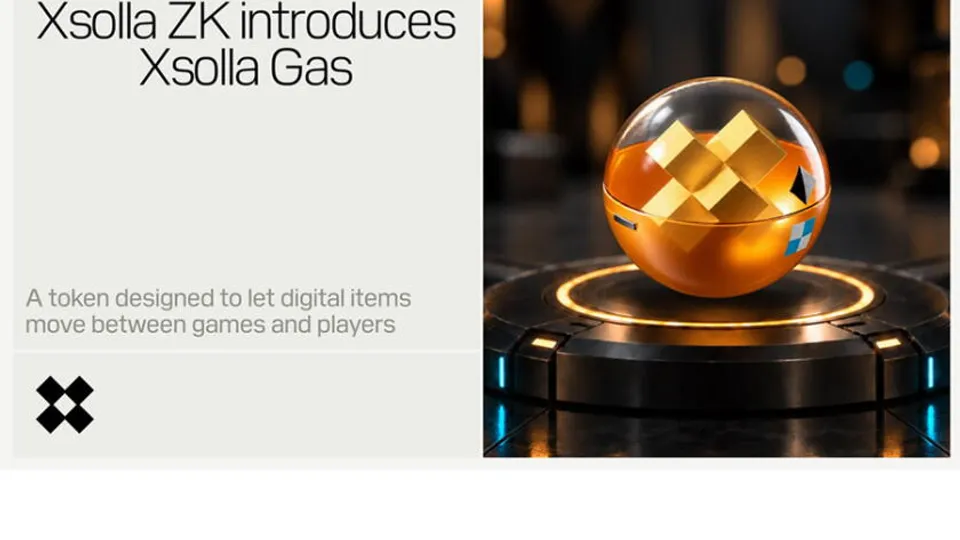 Xsolla ZK introduces
Xsolla Gas
A token designed to let digital items
move between games and players